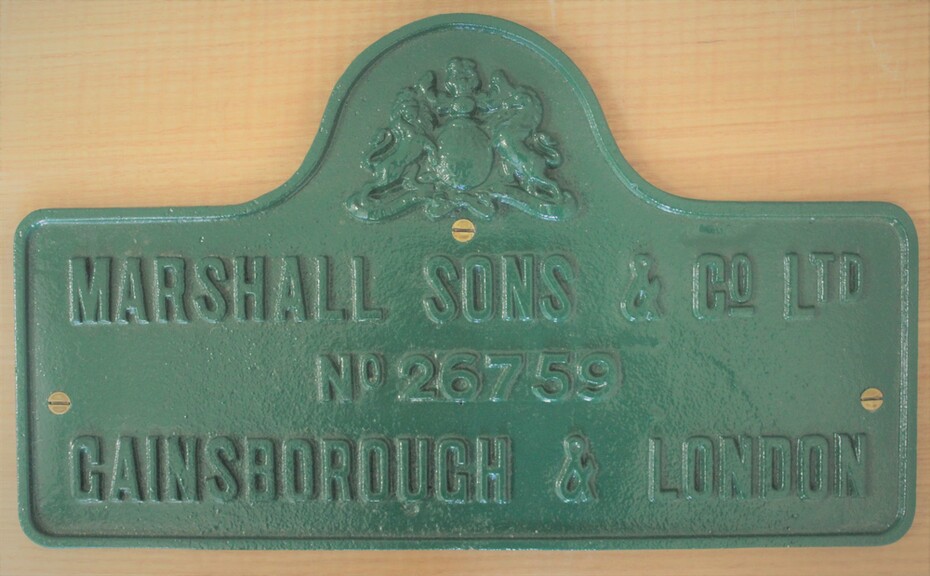 MARSHALL SONS & Co LTD
No 26759
GAINSBOROUGH & LONDON